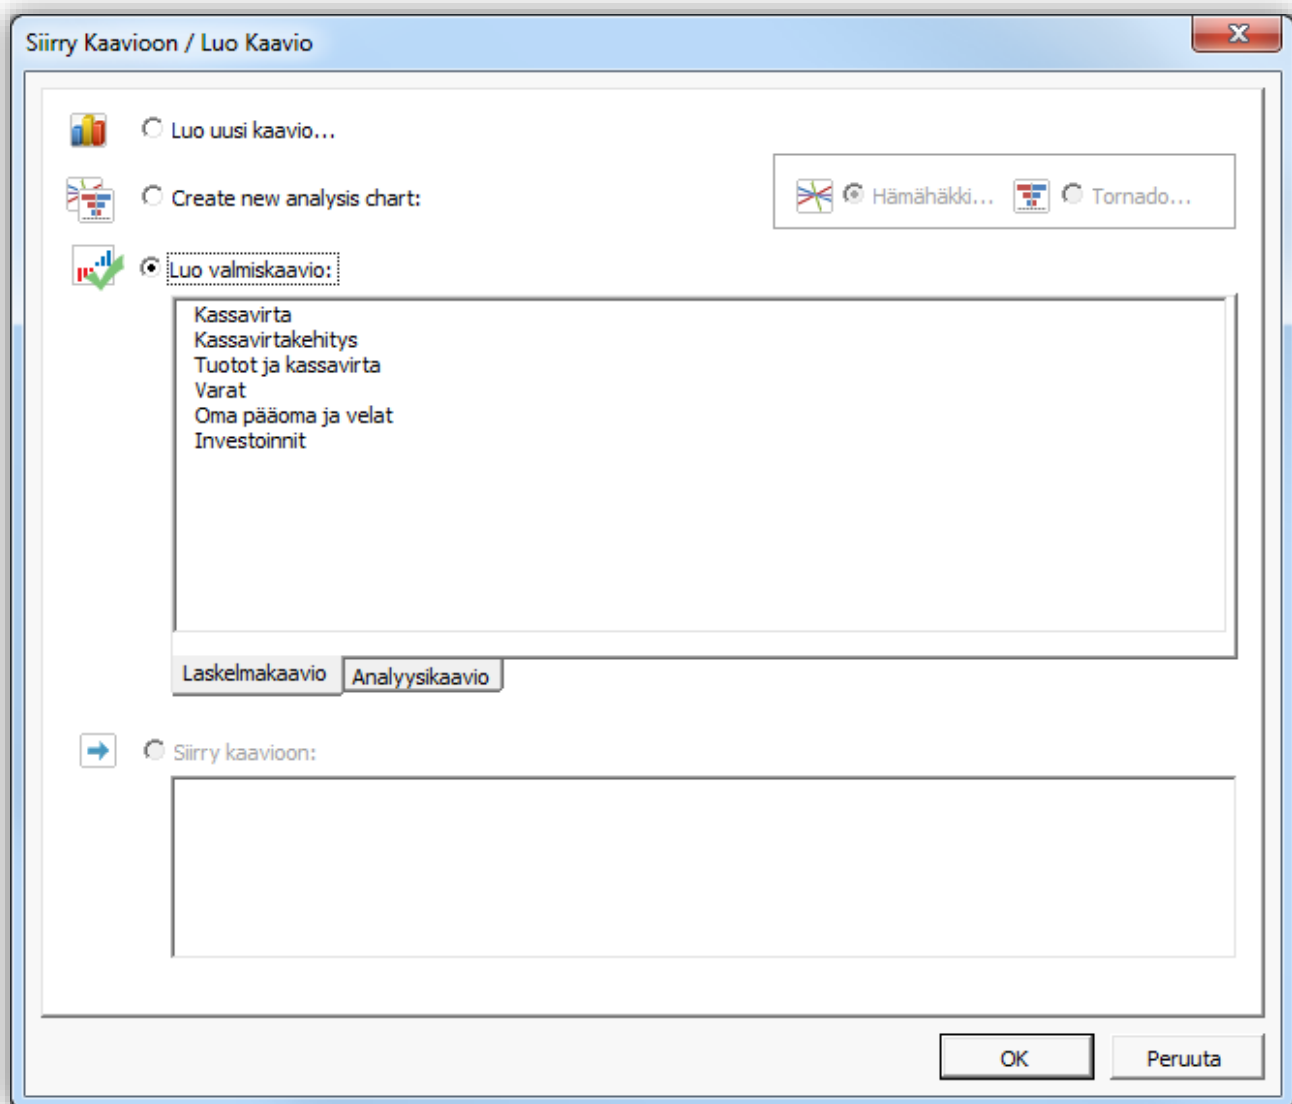 Siirry Kaavioon / Luo Kaavio
Luo uusi kaavio...
Create new analysis chart:
Hämähäkki... Tornado...
Luo valmiskaavio:
Kassavirta
Kassavirtakehitys
Tuotot ja kassavirta
Varat
Oma pääoma ja velat
Investoinnit
Laskelmakaavio Analyysikaavio
Siirry kaavioon:
OK Peruuta